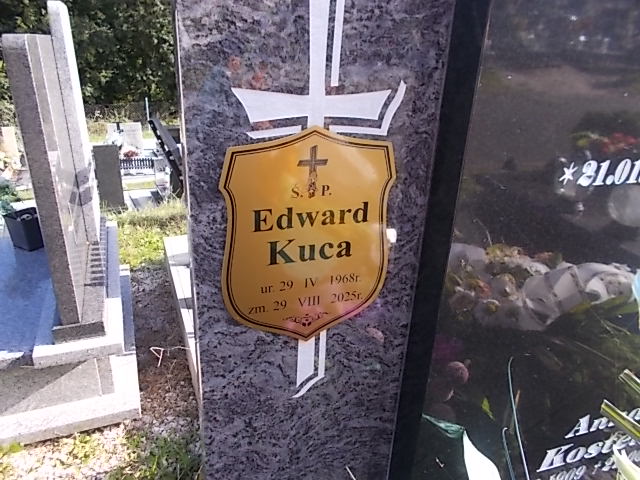 Ś. P.
Edward
Kuca
ur. 29 IV 1968r.
zm. 29 VIII 2025r.